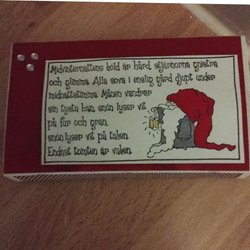 Midvinternattens köld är hård, stjärnorna gnistra
och glimma. Alla sova i enslig gård djupt under
midnattstimma. Månen vandrar
sin tysta ban, snön lyser vit
på fur och gran,
snön lyser vit på taken.
Endast tomten är vaken.